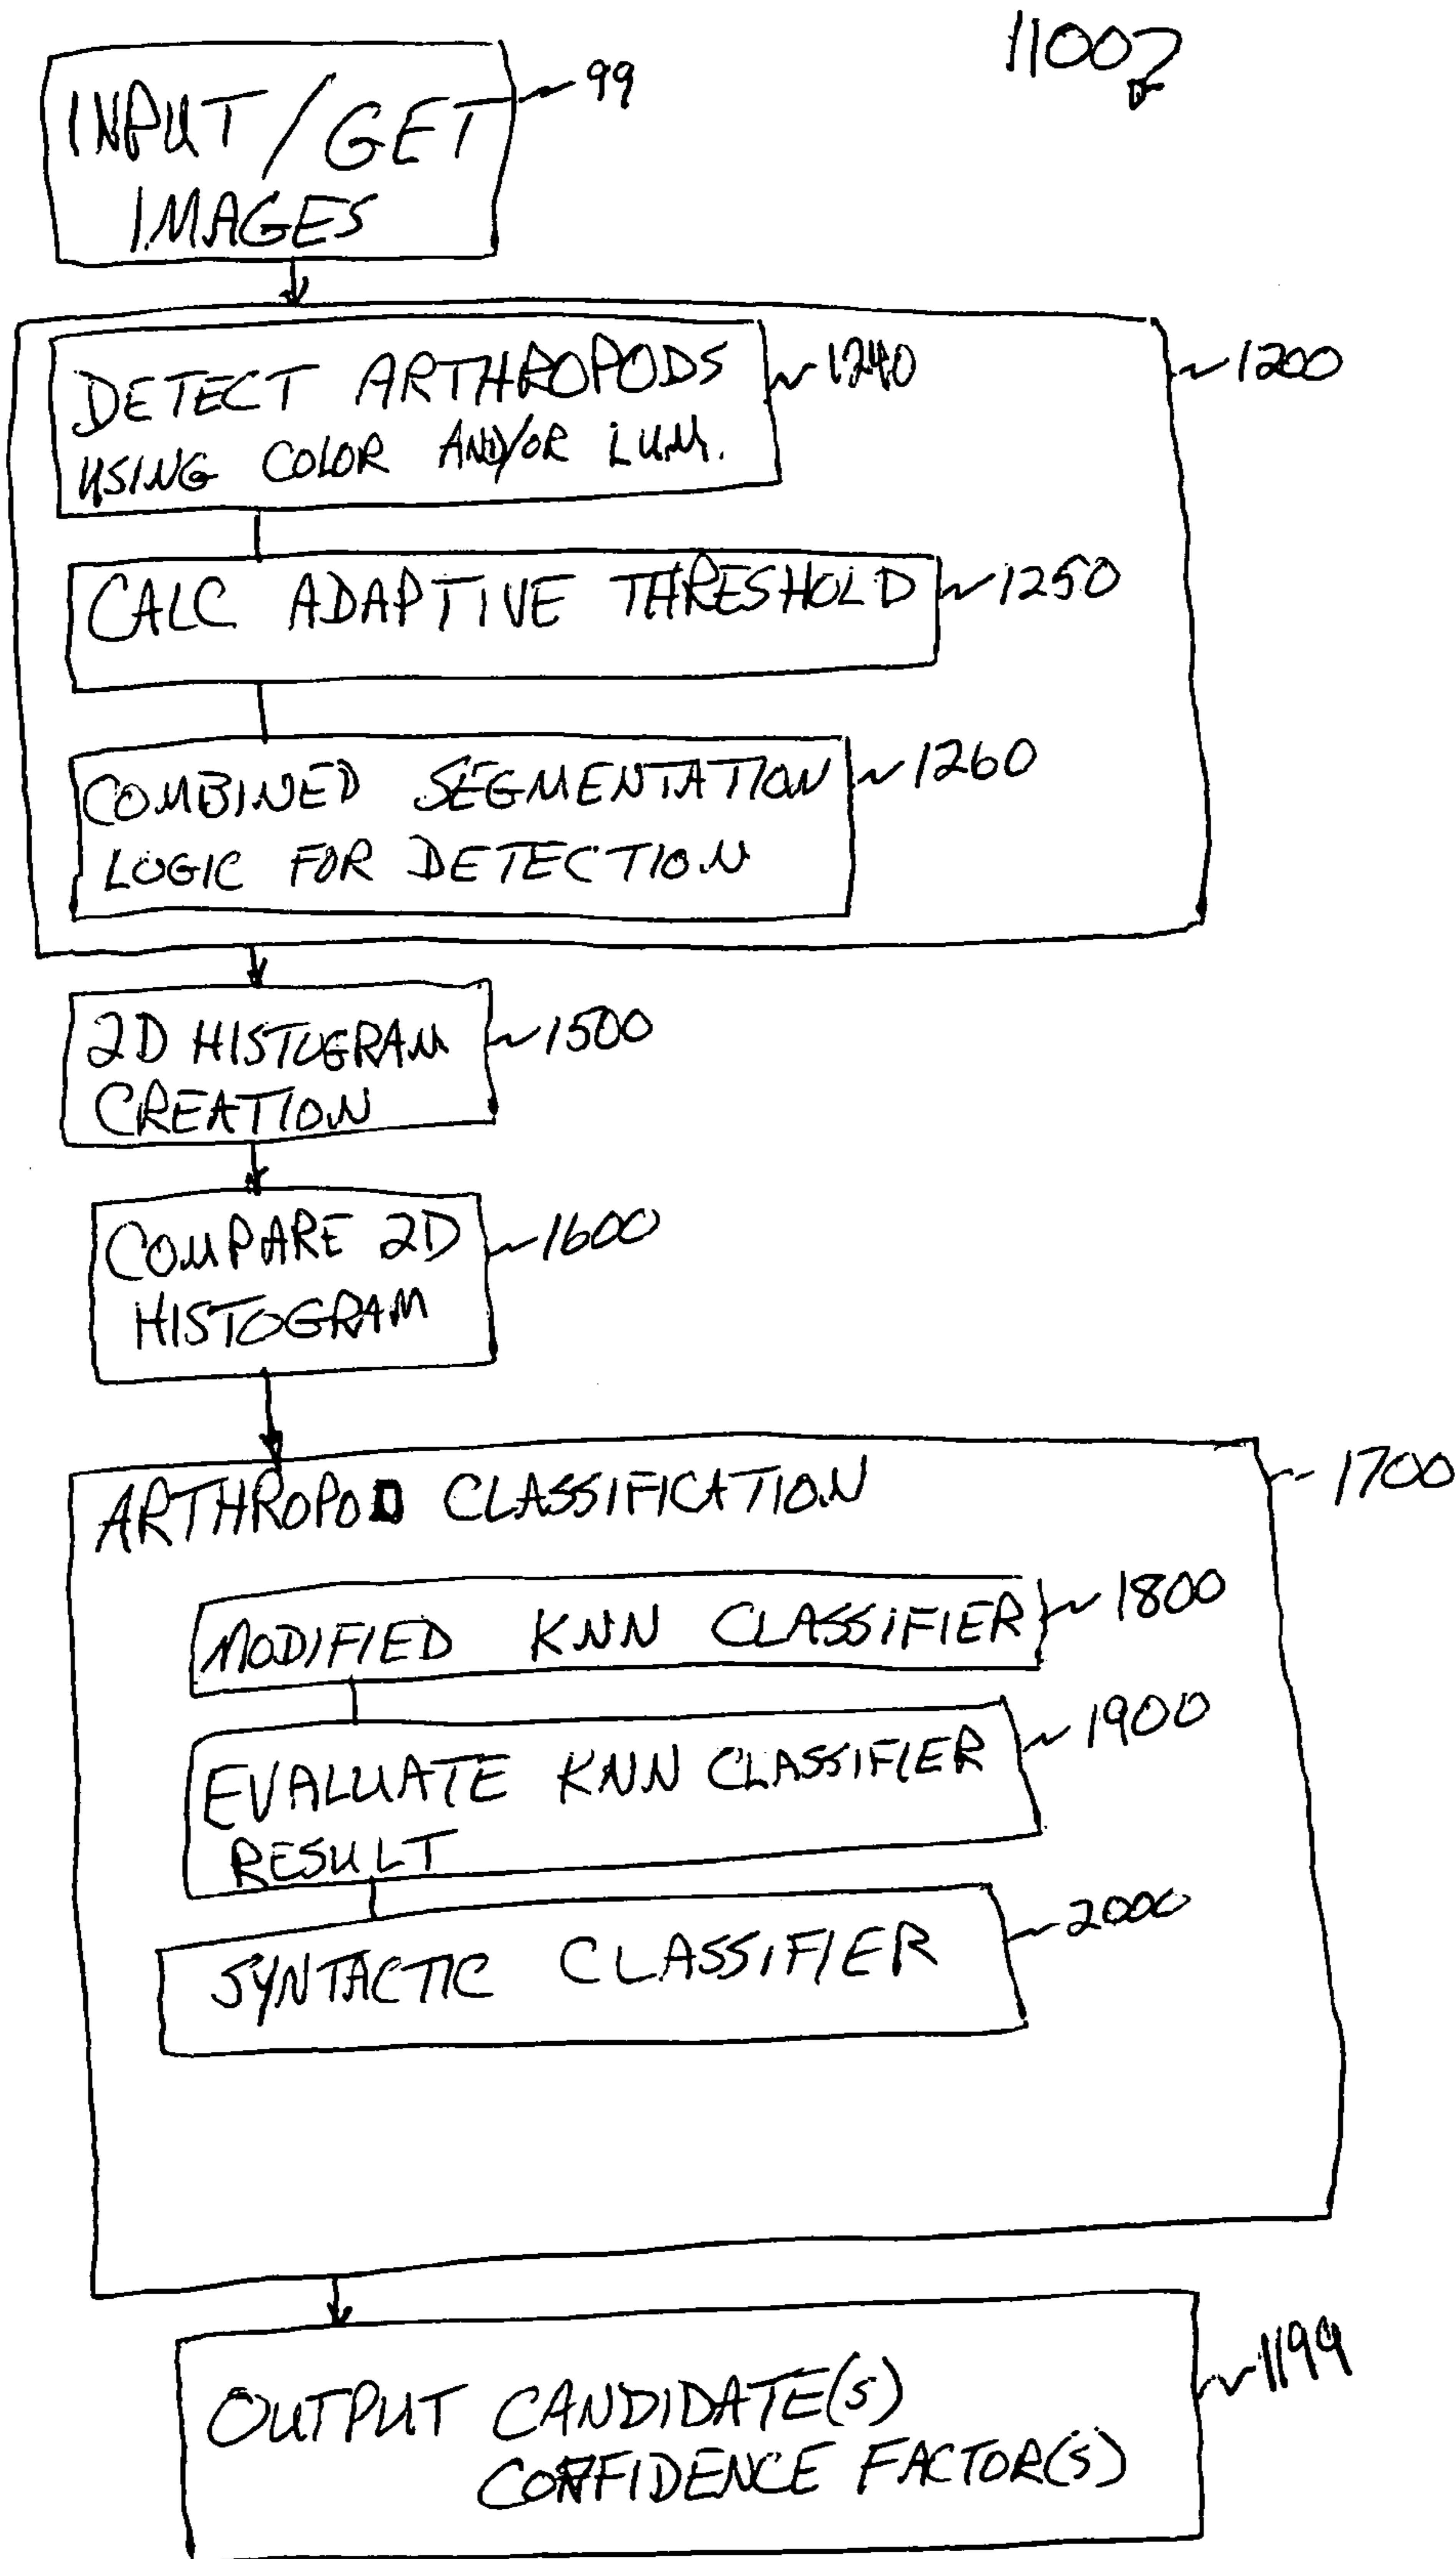 1100
INPUT/GET 99
IMAGES
DETECT ARTHROPODS 1240 1200
USING COLOR AND/OR LUM.
CALC ADAPTIVE THRESHOLD 1250
COMBINED SEGMENTATION 1260
LOGIC FOR DETECTION
2D HISTOGRAM 1500
CREATION
COMPARE 2D 1600
HISTOGRAM
ARTHROPOD CLASSIFICATION 1700
MODIFIED KNN CLASSIFIER 1800
EVALUATE KNN CLASSIFIER 1900
RESULT
SYNTACTIC CLASSIFIER 2000
OUTPUT CANDIDATE(S) 1199
CONFIDENCE FACTOR(S)